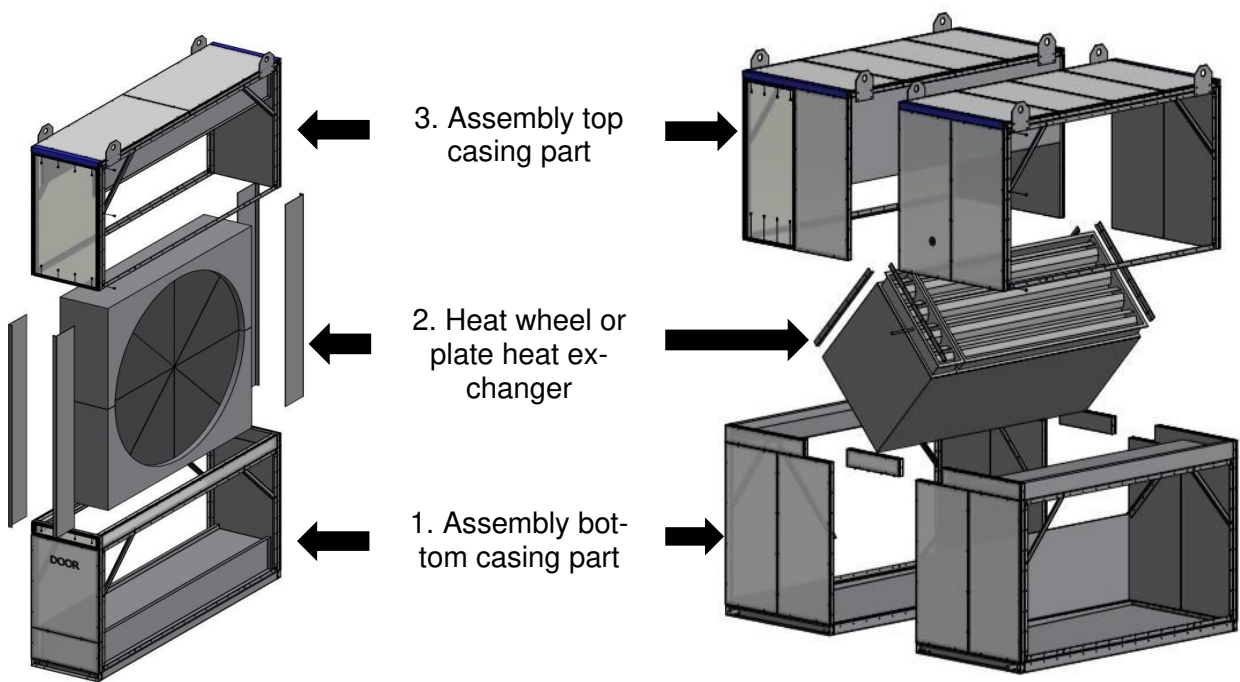 3. Assembly top
casing part
2. Heat wheel or
plate heat ex-
changer
1. Assembly bot-
tom casing part
DOOR